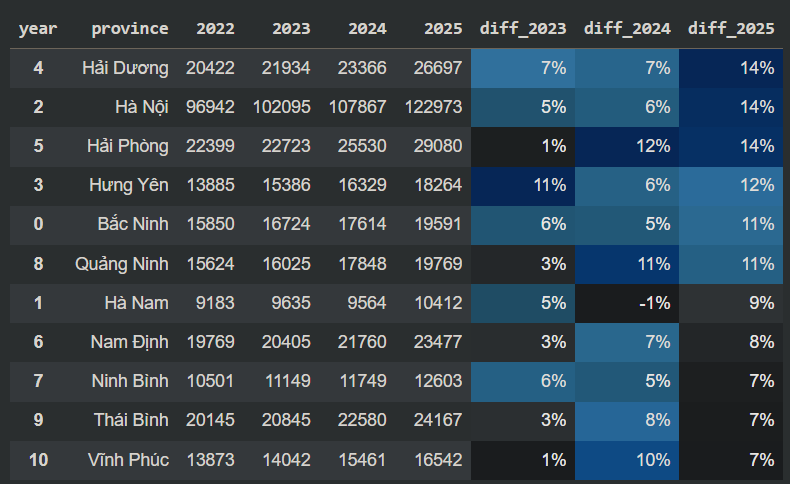 year province 2022 2023 2024 2025 diff_2023 diff_2024 diff_2025
4 Hải Dương 20422 21934 23366 26697 7% 7% 14%
2 Hà Nội 96942 102095 107867 122973 5% 6% 14%
5 Hải Phòng 22399 22723 25530 29080 1% 12% 14%
3 Hưng Yên 13885 15386 16329 18264 11% 6% 12%
0 Bắc Ninh 15850 16724 17614 19591 6% 5% 11%
8 Quảng Ninh 15624 16025 17848 19769 3% 11% 11%
1 Hà Nam 9183 9635 9564 10412 5% -1% 9%
6 Nam Định 19769 20405 21760 23477 3% 7% 8%
7 Ninh Bình 10501 11149 11749 12603 6% 5% 7%
9 Thái Bình 20145 20845 22580 24167 3% 8% 7%
10 Vĩnh Phúc 13873 14042 15461 16542 1% 10% 7%